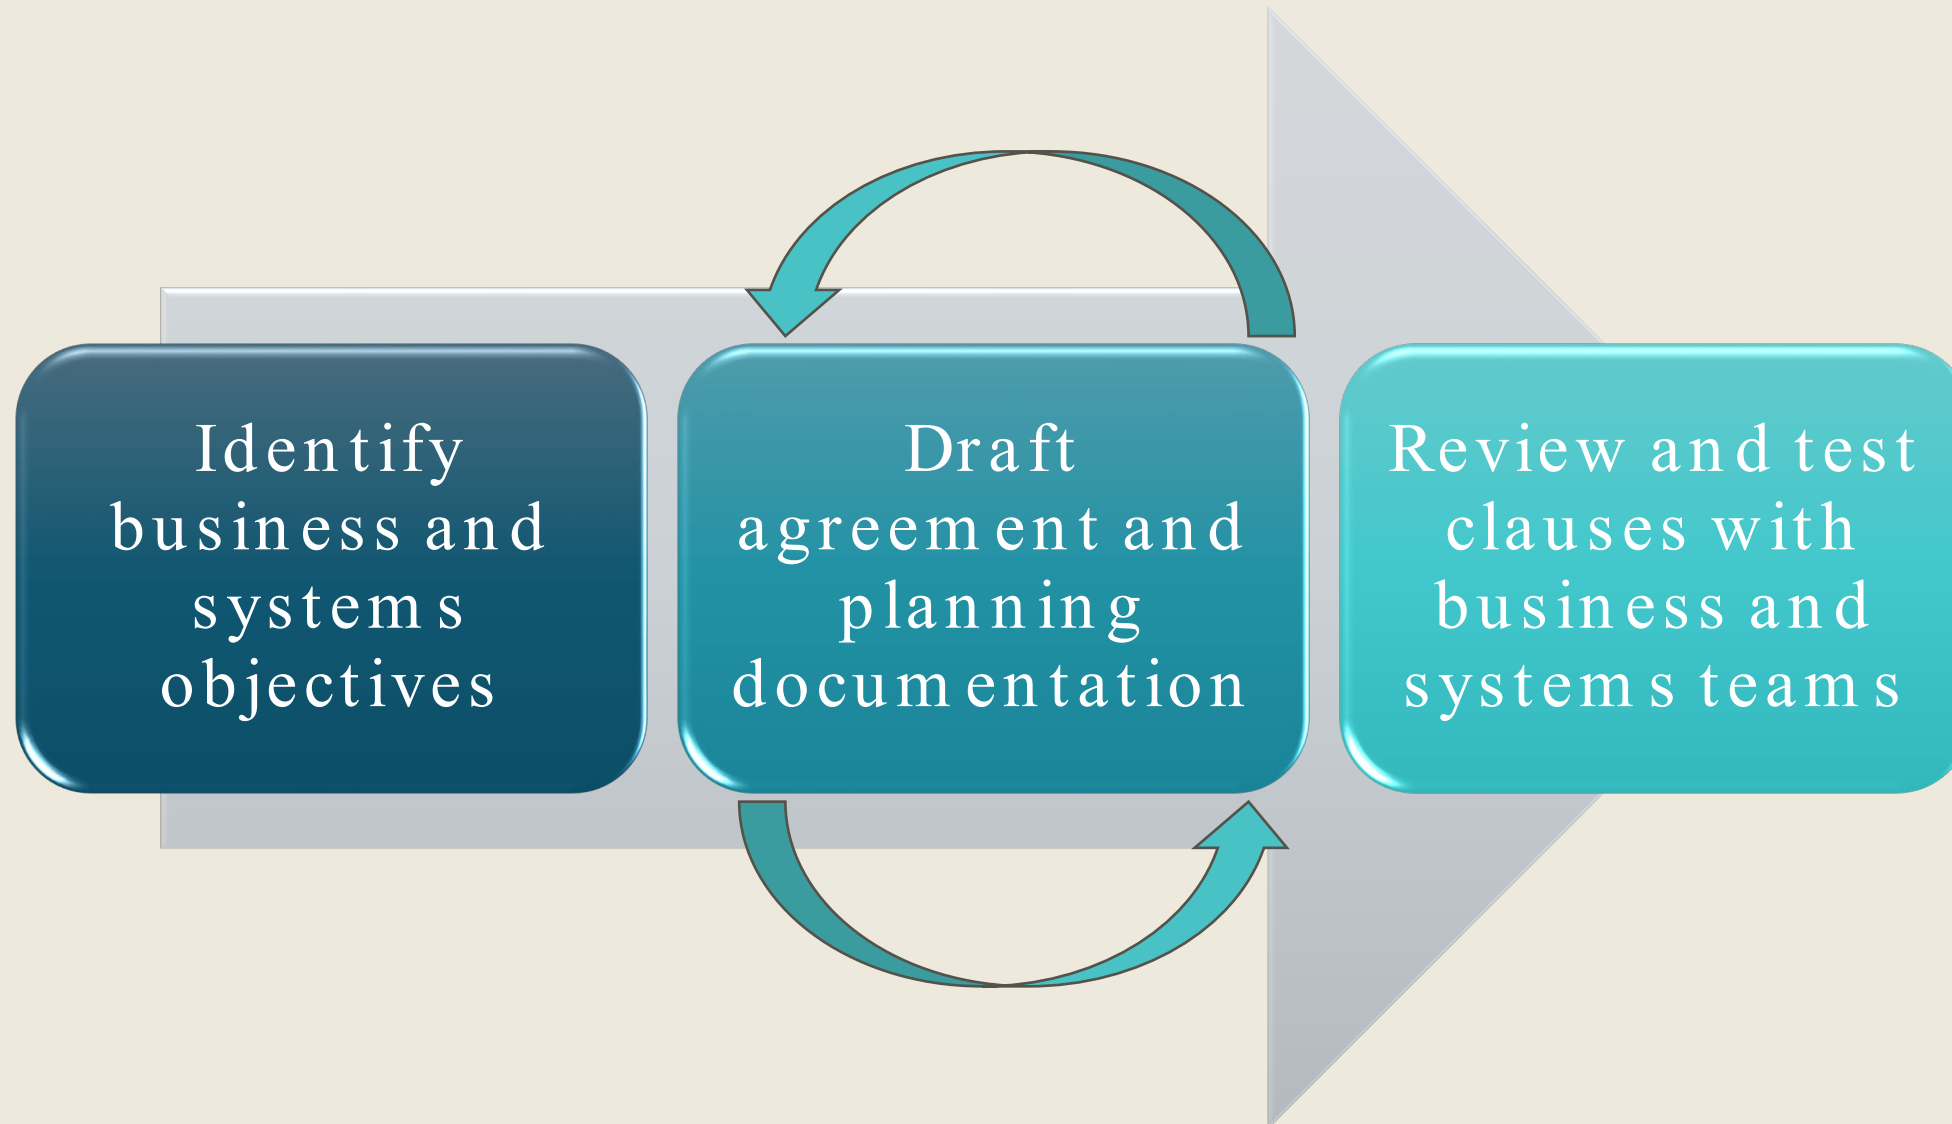 Identify
business and
systems
objectives
Draft
agreement and
planning
documentation
Review and test
clauses with
business and
systems teams